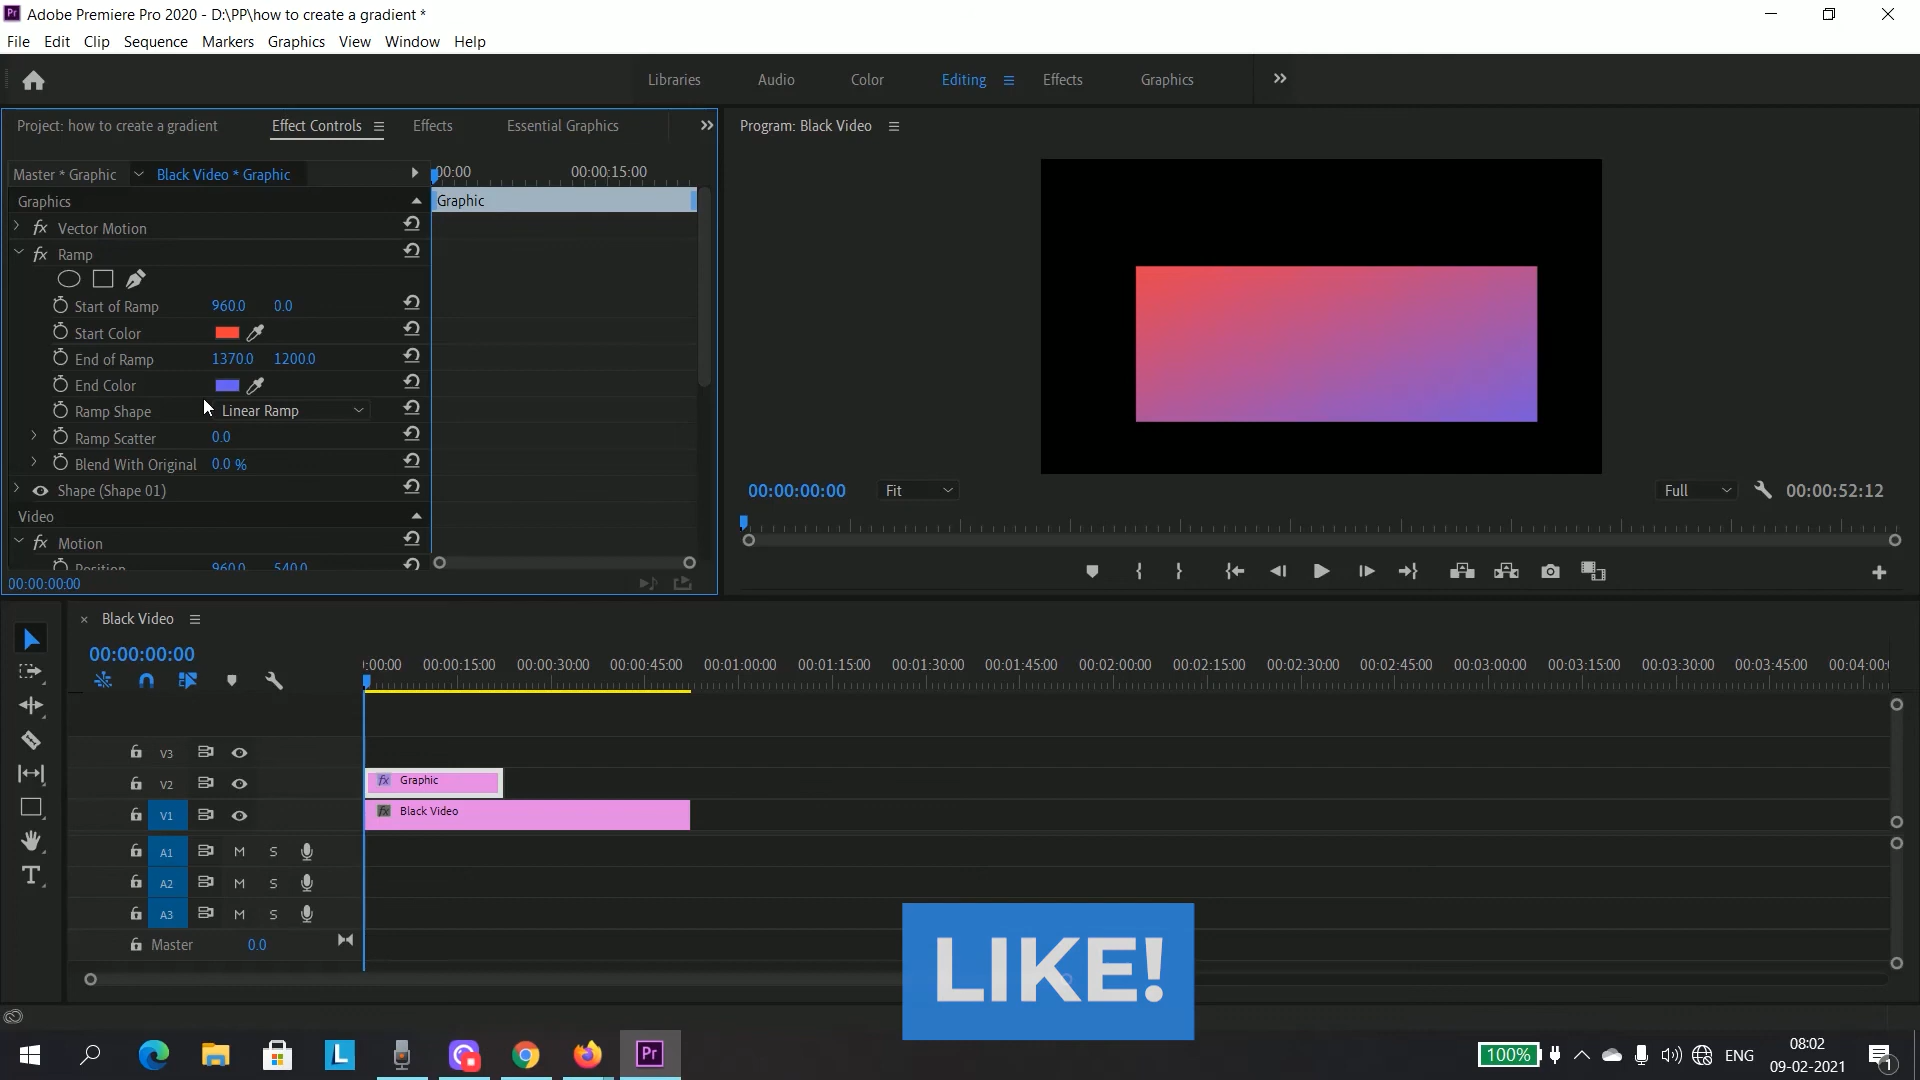 Adobe Premiere Pro 2020 - D:\PP\how to create a gradient *
File Edit Clip Sequence Markers Graphics View Window Help
Libraries Audio Color Editing Effects Graphics
Project: how to create a gradient Effect Controls Effects Essential Graphics
Program: Black Video
Master * Graphic Black Video * Graphic :00:00 00:00:15:00
Graphics Graphic
fx Vector Motion
fx Ramp
Start of Ramp 960.0 0.0
Start Color
End of Ramp 1370.0 1200.0
End Color
Ramp Shape Linear Ramp
Ramp Scatter 0.0
Blend With Original 0.0 %
Shape (Shape 01)
Video
fx Motion
Position 960.0 540.0
00:00:00:00
00:00:00:00 Fit Full 00:00:52:12
Black Video
00:00:00:00
:00:00 00:00:15:00 00:00:30:00 00:00:45:00 00:01:00:00 00:01:15:00 00:01:30:00 00:01:45:00 00:02:00:00 00:02:15:00 00:02:30:00 00:02:45:00 00:03:00:00 00:03:15:00 00:03:30:00 00:03:45:00 00:04:00:0
V3
V2 fx Graphic
V1 fx Black Video
A1 M S
A2 M S
A3 M S
Master 0.0
LIKE!
L
Pr
100% ENG
08:02
09-02-2021
1